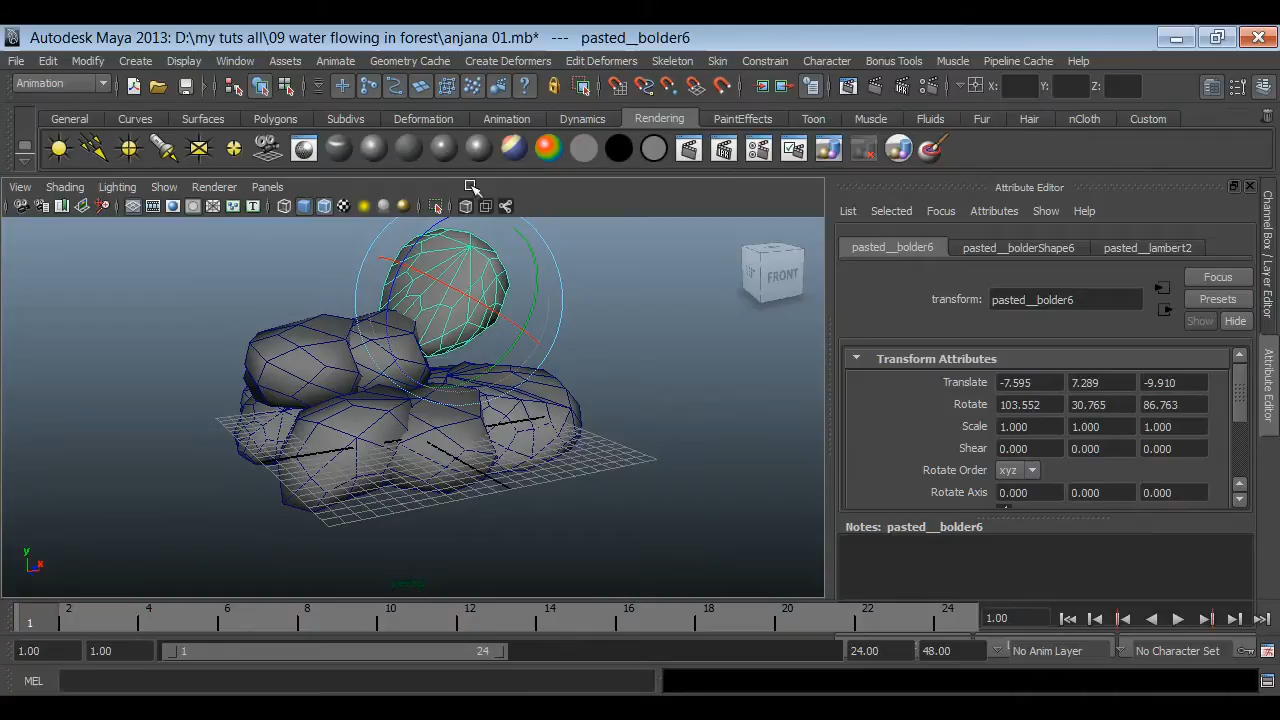 Autodesk Maya 2013: D:\my tuts all\09 water flowing in forest\anjana 01.mb* --- pasted__bolder6
File Edit Modify Create Display Window Assets Animate Geometry Cache Create Deformers Edit Deformers Skeleton Skin Constrain Character Bonus Tools Muscle Pipeline Cache Help
Animation X: Y: Z:
General Curves Surfaces Polygons Subdivs Deformation Animation Dynamics Rendering PaintEffects Toon Muscle Fluids Fur Hair nCloth Custom
View Shading Lighting Show Renderer Panels
Attribute Editor
List Selected Focus Attributes Show Help
pasted__bolder6 pasted__bolderShape6 pasted__lambert2
Focus
transform: pasted__bolder6 Presets
Show Hide
Transform Attributes
Translate -7.595 7.289 -9.910
Rotate 103.552 30.765 86.763
Scale 1.000 1.000 1.000
Shear 0.000 0.000 0.000
Rotate Order xyz
Rotate Axis 0.000 0.000 0.000
Notes: pasted__bolder6
Channel Box / Layer Editor
Attribute Editor
FRONT
y
x
1 2 4 6 8 10 12 14 16 18 20 22 24 1.00
1.00 1.00 1 24 24.00 48.00 No Anim Layer No Character Set
MEL